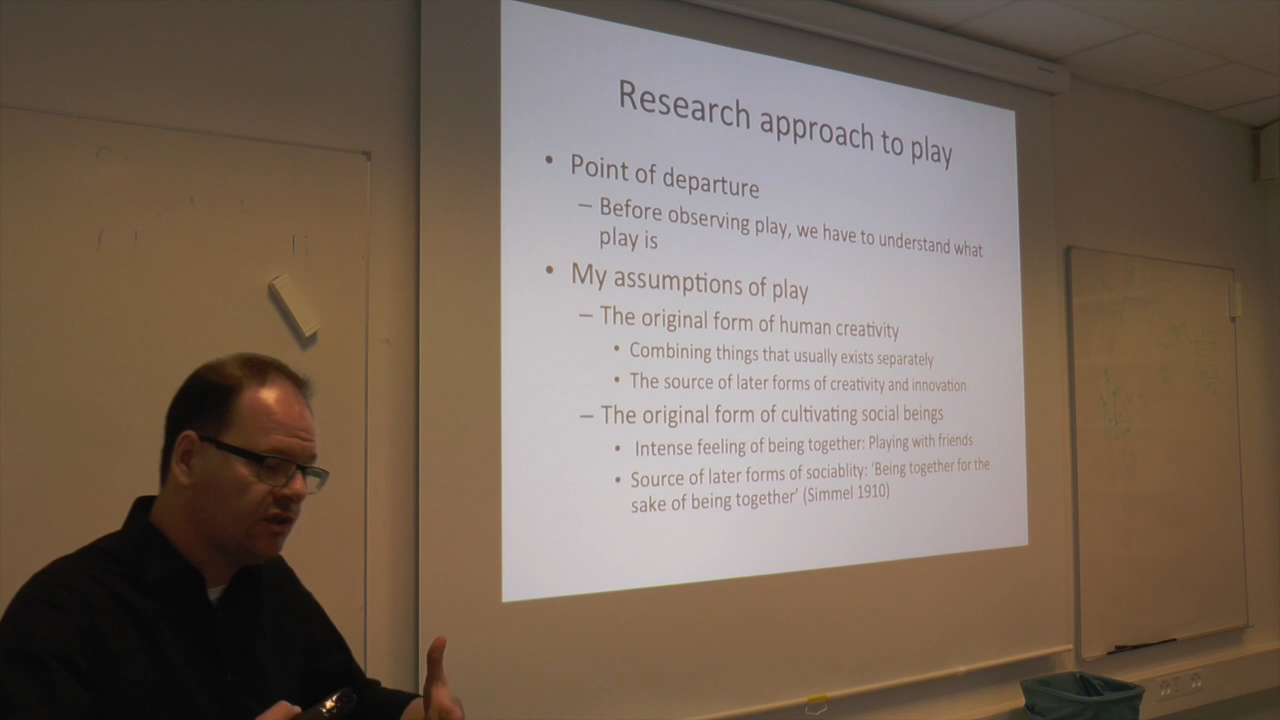 Research approach to play
• Point of departure
– Before observing play, we have to understand what
play is
• My assumptions of play
– The original form of human creativity
• Combining things that usually exists separately
• The source of later forms of creativity and innovation
– The original form of cultivating social beings
• Intense feeling of being together: Playing with friends
• Source of later forms of sociablity: ‘Being together for the
sake of being together’ (Simmel 1910)